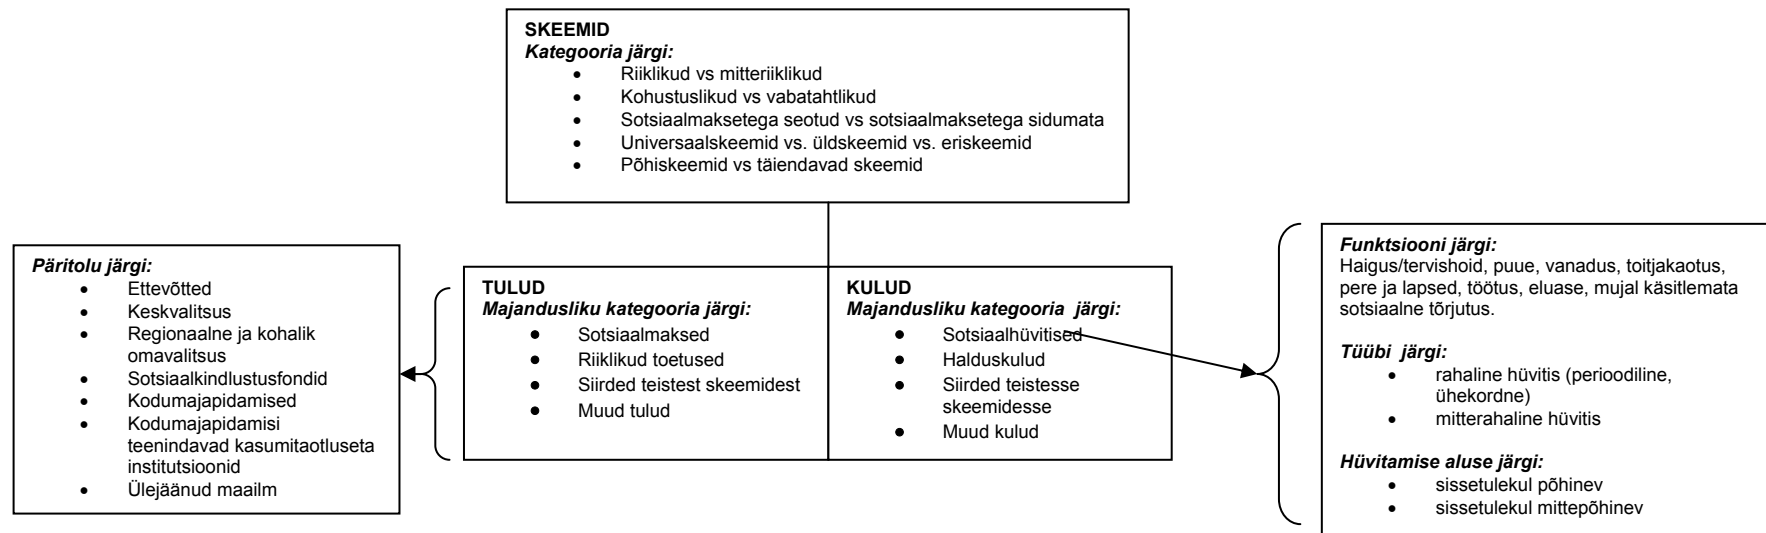 SKEEMID
Kategooria järgi:
• Riiklikud vs mitteriiklikud
• Kohustuslikud vs vabatahtlikud
• Sotsiaalmaksetega seotud vs sotsiaalmaksetega sidumata
• Universaalskeemid vs. üldskeemid vs. eriskeemid
• Põhiskeemid vs täiendavad skeemid
Päritolu järgi:
• Ettevõtted
• Keskvalitsus
• Regionaalne ja kohalik
omavalitsus
• Sotsiaalkindlustusfondid
• Kodumajapidamised
• Kodumajapidamisi
teenindavad kasumitaotluseta
institutsioonid
• Ülejäänud maailm
TULUD
Majandusliku kategooria järgi:
• Sotsiaalmaksed
• Riiklikud toetused
• Siirded teistest skeemidest
• Muud tulud
KULUD
Majandusliku kategooria järgi:
• Sotsiaalhüvitised
• Halduskulud
• Siirded teistesse
skeemidesse
• Muud kulud
Funktsiooni järgi:
Haigus/tervishoid, puue, vanadus, toitjakaotus,
pere ja lapsed, töötus, eluase, mujal käsitlemata
sotsiaalne tõrjutus.
Tüübi järgi:
• rahaline hüvitis (perioodiline,
ühekordne)
• mitterahaline hüvitis
Hüvitamise aluse järgi:
• sissetulekul põhinev
• sissetulekul mittepõhinev